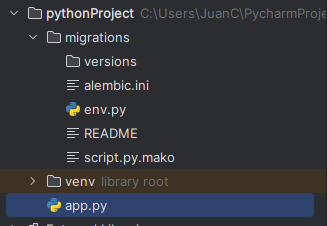 pythonProject C:\Users\JuanC\PycharmProje
migrations
versions
alembic.ini
env.py
README
script.py.mako
venv library root
app.py